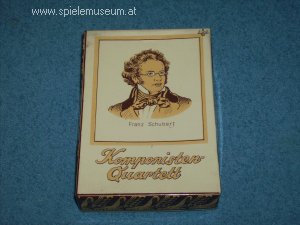 www.spielemuseum.at
Franz Schubert
Komponisten-
Quartett